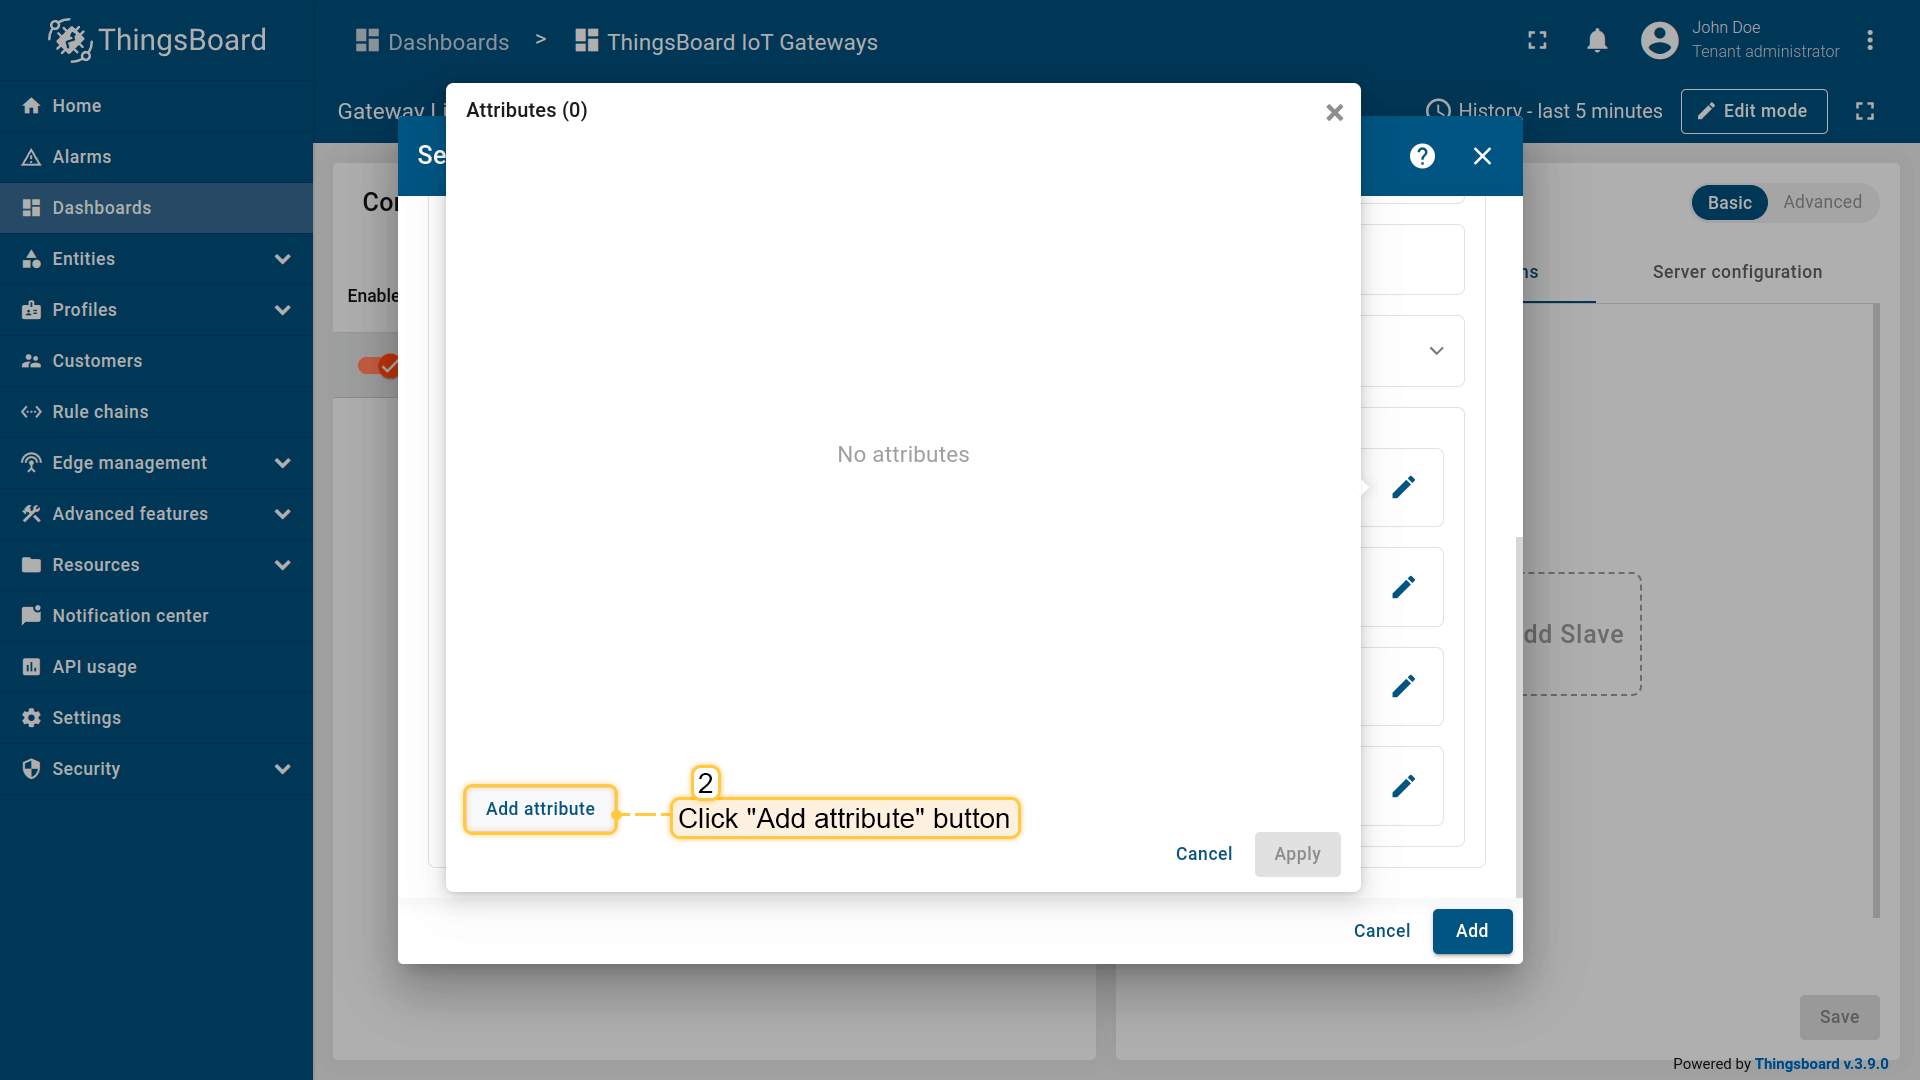 ThingsBoard
Dashboards > ThingsBoard IoT Gateways
John Doe
Tenant administrator
Home
Alarms
Dashboards
Entities
Profiles
Customers
Rule chains
Edge management
Advanced features
Resources
Notification center
API usage
Settings
Security
Gateway Li
History - last 5 minutes
Edit mode
Attributes (0)
Se
Co
Enable
Basic
Advanced
ns
Server configuration
No attributes
dd Slave
2
Add attribute
Click "Add attribute" button
Cancel
Apply
Cancel
Add
Save
Powered by Thingsboard v.3.9.0